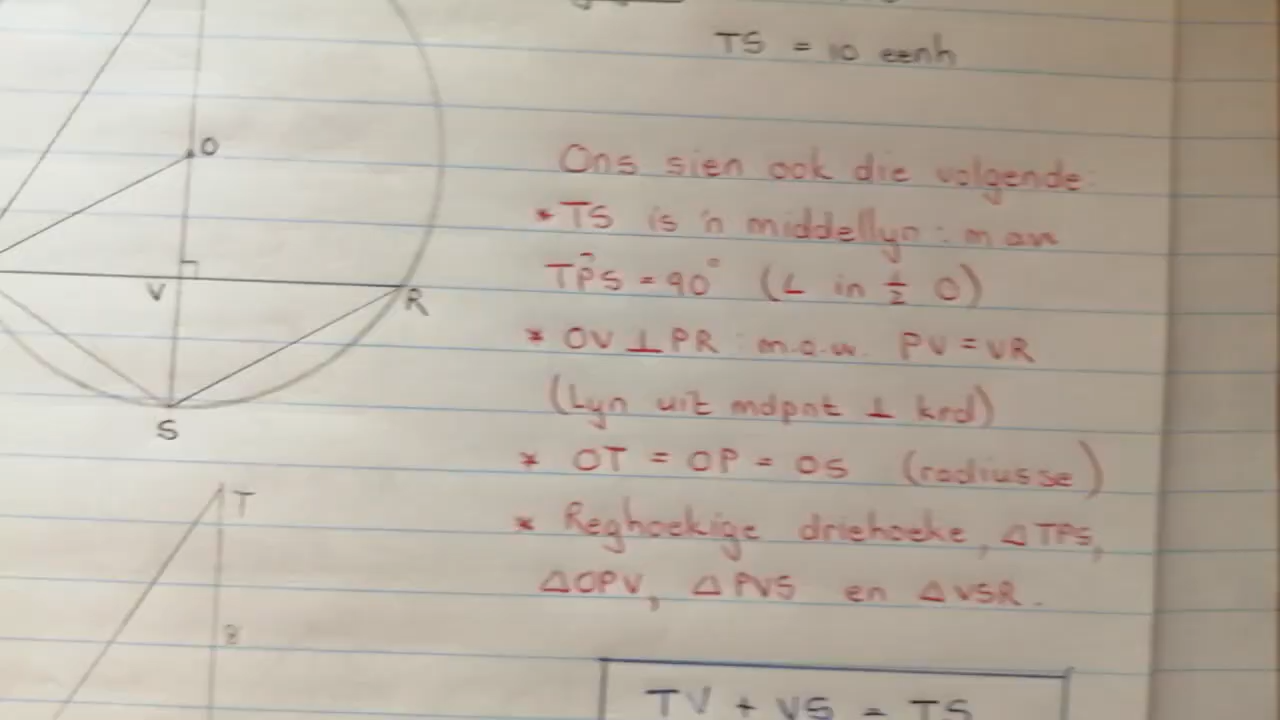 TS = 10 eenh
O
Ons sien ook die volgende:
* TS is 'n middellyn : m a w
TP̂S = 90° (∠ in ½ O)
V
R
* OV ⊥ PR m.a.w. PV = VR
(Lyn uit mdpnt ⊥ krd)
S
* OT = OP = OS (radiusse)
T
* Reghoekige driehoeke, △TPS,
△OPV, △PVS en △VSR.
8
TV + VS = TS